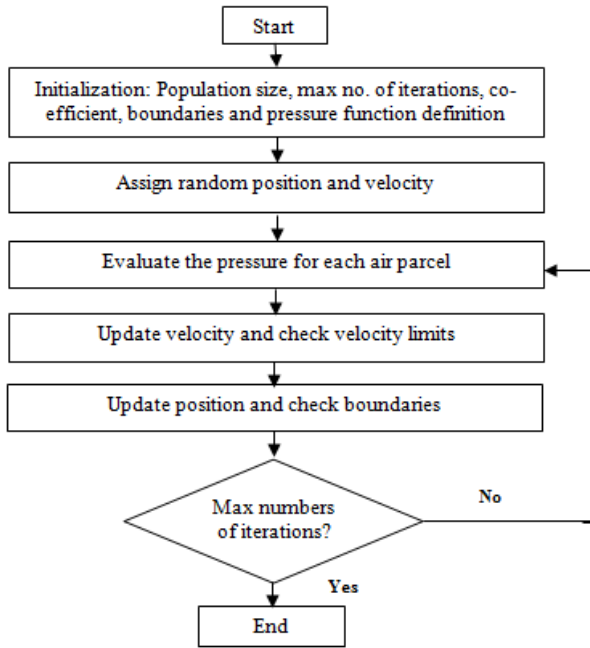 Start
Initialization: Population size, max no. of iterations, co-
efficient, boundaries and pressure function definition
Assign random position and velocity
Evaluate the pressure for each air parcel
Update velocity and check velocity limits
Update position and check boundaries
Max numbers
of iterations?
No
Yes
End